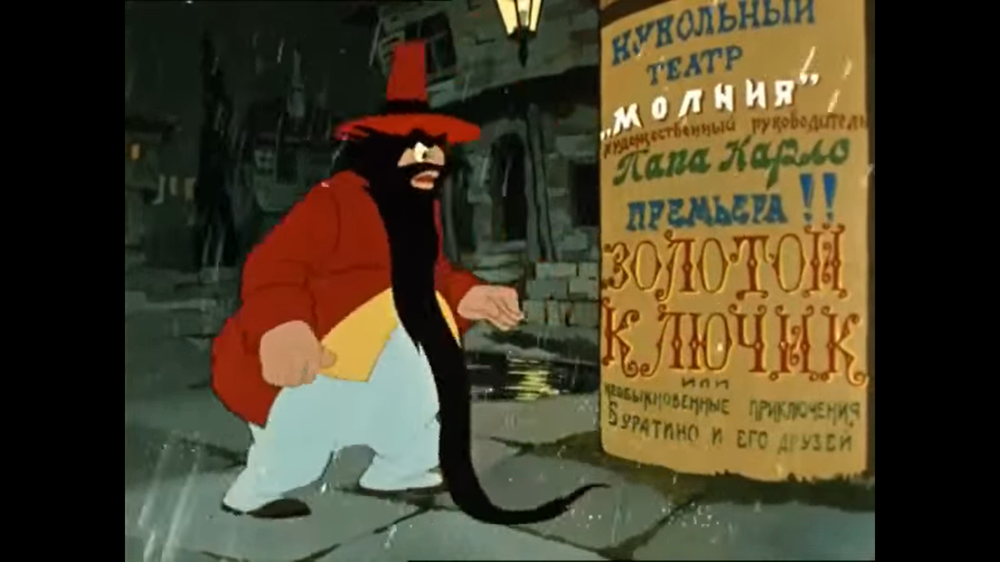 КУКОЛЬНЫЙ
ТЕАТР
„МОЛНИЯ”
художественный руководитель
Папа Карло
ПРЕМЬЕРА!!
ЗОЛОТОЙ
КЛЮЧИК
или
НЕОБЫКНОВЕННЫЕ ПРИКЛЮЧЕНИЯ
БУРАТИНО И ЕГО ДРУЗЕЙ